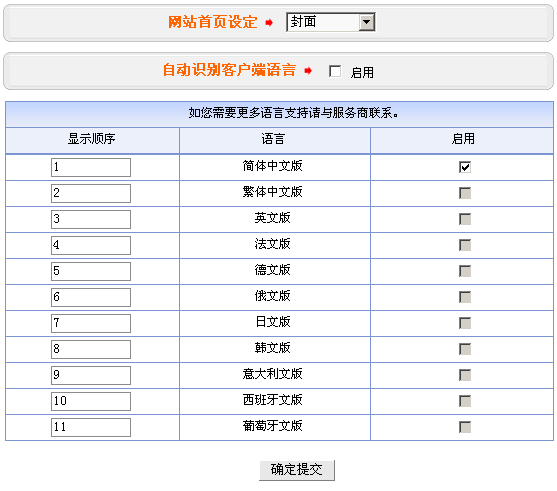 网站首页设定 封面
自动识别客户端语言 启用
如您需要更多语言支持请与服务商联系。
显示顺序 语言 启用
1 简体中文版
2 繁体中文版
3 英文版
4 法文版
5 德文版
6 俄文版
7 日文版
8 韩文版
9 意大利文版
10 西班牙文版
11 葡萄牙文版
确定提交